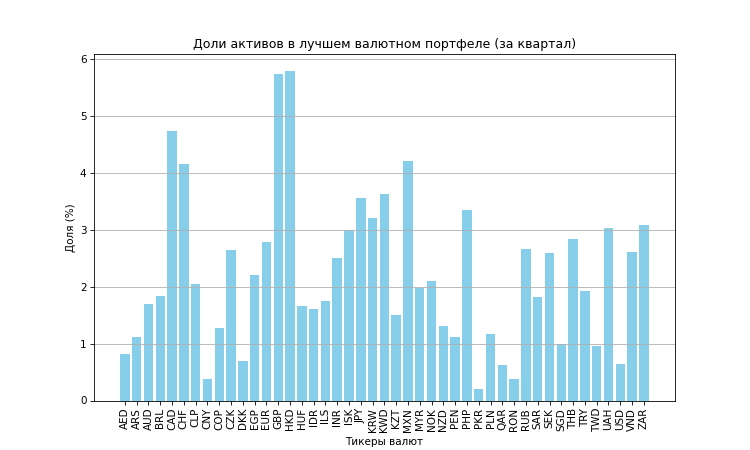 Доли активов в лучшем валютном портфеле (за квартал)
6
5
4
3
2
1
0
Доля (%)
AED ARS AUD BRL CAD CHF CLP CNY COP CZK DKK EGP EUR GBP HKD HUF IDR ILS INR ISK JPY KRW KWD KZT MXN MYR NOK NZD PEN PHP PKR PLN QAR RON RUB SAR SEK SGD THB TRY TWD UAH USD VND ZAR
Тикеры валют